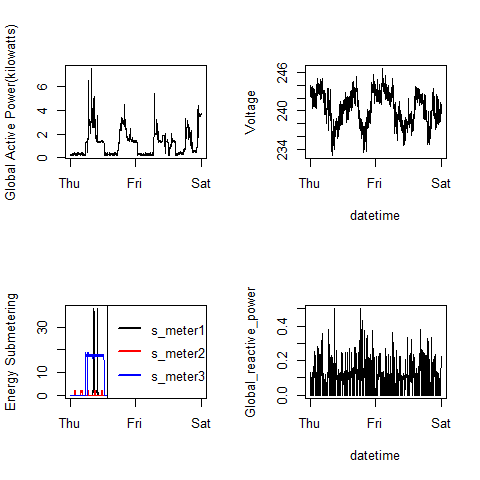 Global Active Power(kilowatts)
0 2 4 6
Thu Fri Sat
Voltage
234 240 246
Thu Fri Sat
datetime
Energy Submetering
0 10 30
Thu Fri Sat
s_meter1
s_meter2
s_meter3
Global_reactive_power
0.0 0.2 0.4
Thu Fri Sat
datetime